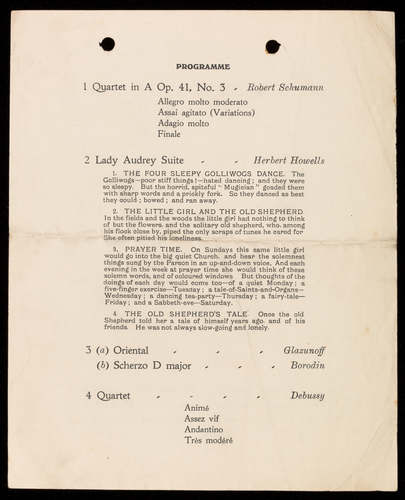 PROGRAMME
1 Quartet in A Op. 41, No. 3 - Robert Schumann
Allegro molto moderato
Assai agitato (Variations)
Adagio molto
Finale
2 Lady Audrey Suite - - Herbert Howells
1. THE FOUR SLEEPY GOLLIWOGS DANCE. The
Golliwogs—poor stiff things!—hated dancing; and they were
so sleepy. But the horrid, spiteful "Mugician" goaded them
with sharp words and a prickly fork. So they danced as best
they could; bowed; and ran away.
2. THE LITTLE GIRL AND THE OLD SHEPHERD.
In the fields and the woods the little girl had nothing to think
of but the flowers, and the solitary old shepherd, who, among
his flock close by, piped the only scraps of tunes he cared for
She often pitied his loneliness.
3. PRAYER TIME. On Sundays this same little girl
would go into the big quiet Church, and hear the solemnest
things sung by the Parson in an up-and-down voice. And each
evening in the week at prayer time she would think of these
solemn words, and of coloured windows But thoughts of the
doings of each day would come too—of a quiet Monday; a
five-finger exercise—Tuesday; a tale-of-Saints-and-Organs—
Wednesday; a dancing tea-party—Thursday; a fairy-tale—
Friday; and a Sabbeth-eve—Saturday.
4. THE OLD SHEPHERD'S TALE Once the old
Shepherd told her a tale of himself years ago, and of his
friends. He was not always slow-going and lonely.
3 (a) Oriental - - - Glazunoff
(b) Scherzo D major - - - Borodin
4 Quartet - - - - Debussy
Animé
Assez vif
Andantino
Très modéré